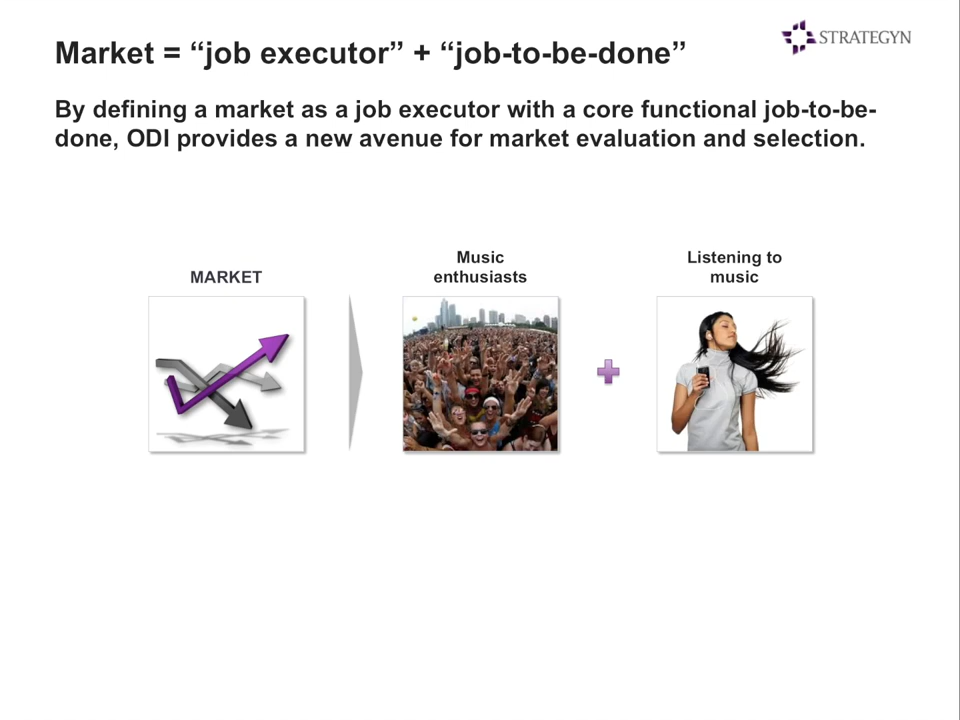 STRATEGYN
Market = “job executor” + “job-to-be-done”
By defining a market as a job executor with a core functional job-to-be-
done, ODI provides a new avenue for market evaluation and selection.
MARKET
Music
enthusiasts
Listening to
music